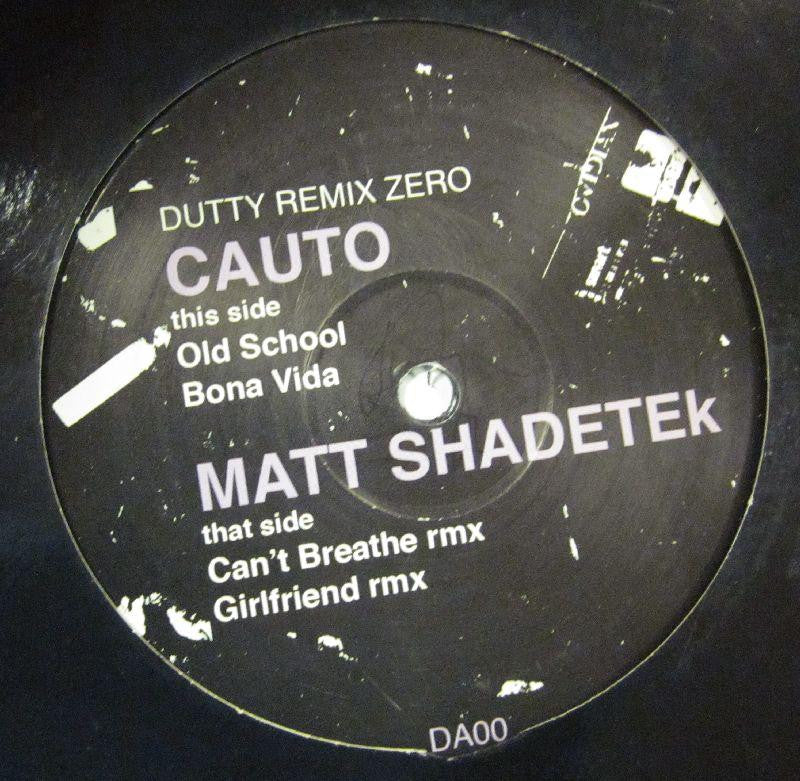 DUTTY REMIX ZERO
CAUTO
this side
Old School
Bona Vida
MATT SHADETEk
that side
Can't Breathe rmx
Girlfriend rmx
DA00